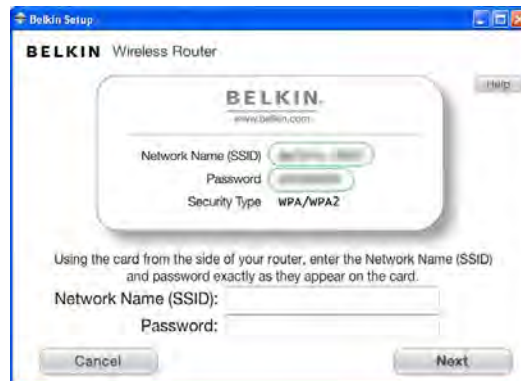 Belkin Setup
BELKIN Wireless Router
Help
BELKIN.
www.belkin.com
Network Name (SSID)
Password
Security Type WPA/WPA2
Using the card from the side of your router, enter the Network Name (SSID)
and password exactly as they appear on the card.
Network Name (SSID):
Password:
Cancel
Next